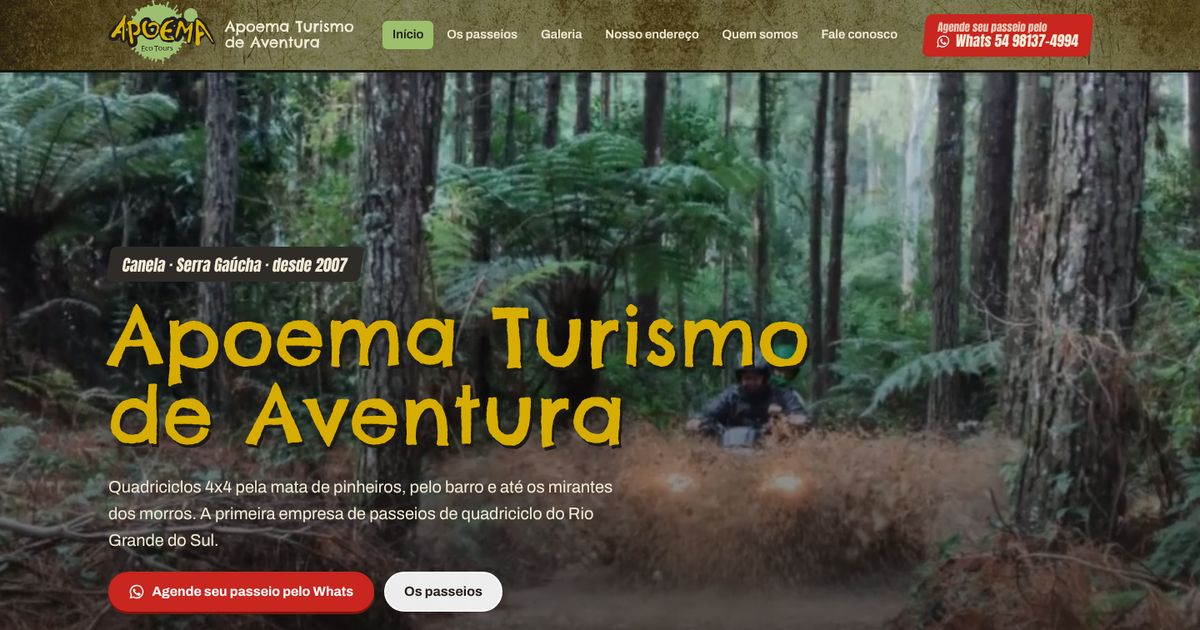 APOEMA
Eco Tours
Apoema Turismo
de Aventura
Início
Os passeios
Galeria
Nosso endereço
Quem somos
Fale conosco
Agende seu passeio pelo
Whats 54 98137-4994
Canela · Serra Gaúcha · desde 2007
Apoema Turismo
de Aventura
Quadriciclos 4x4 pela mata de pinheiros, pelo barro e até os mirantes
dos morros. A primeira empresa de passeios de quadriciclo do Rio
Grande do Sul.
Agende seu passeio pelo Whats
Os passeios